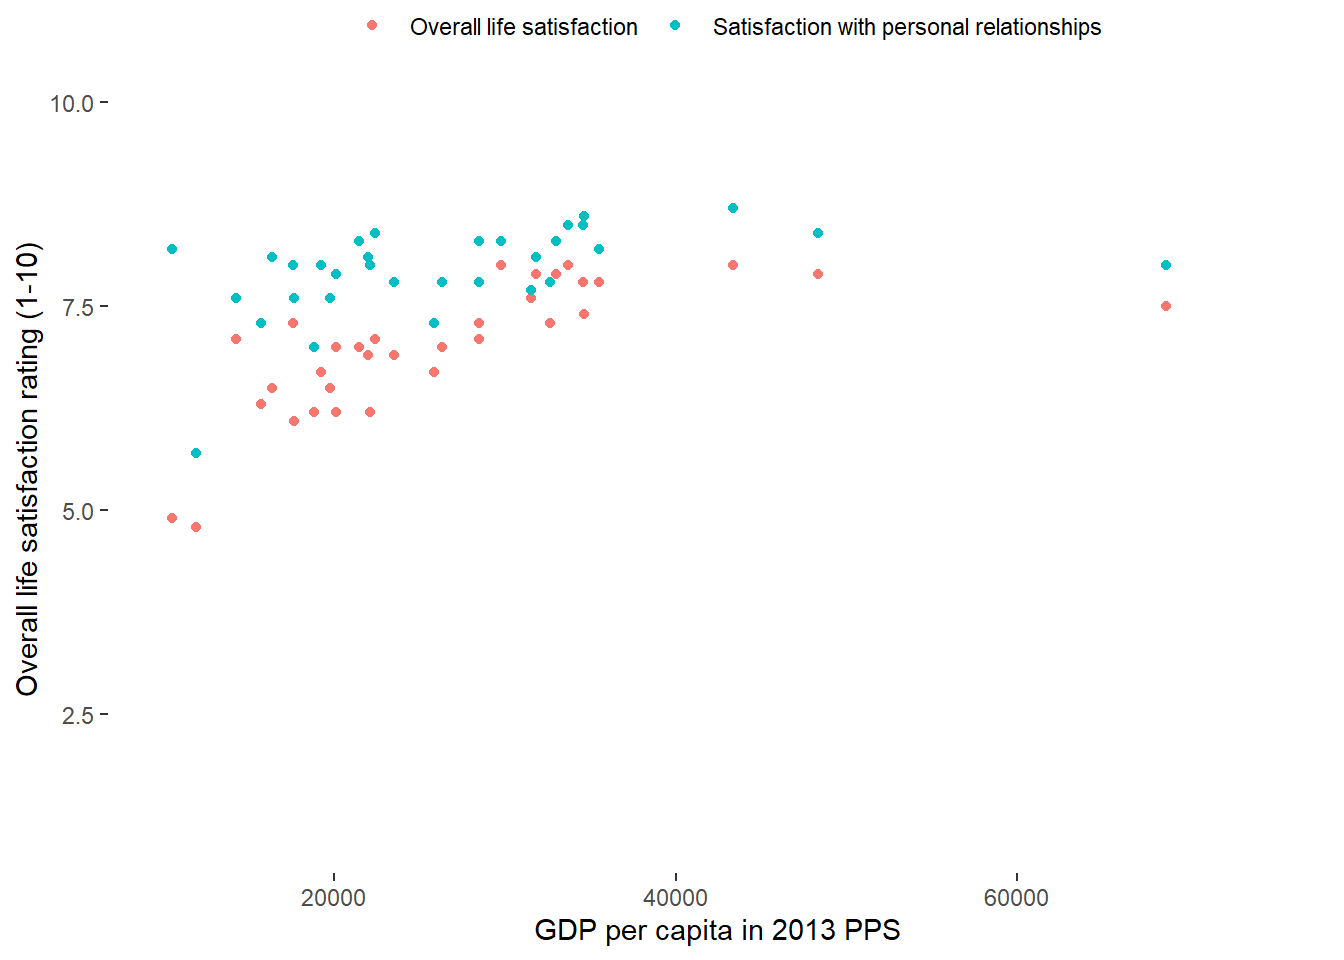 Overall life satisfaction
Satisfaction with personal relationships
10.0
7.5
5.0
2.5
Overall life satisfaction rating (1-10)
20000
40000
60000
GDP per capita in 2013 PPS